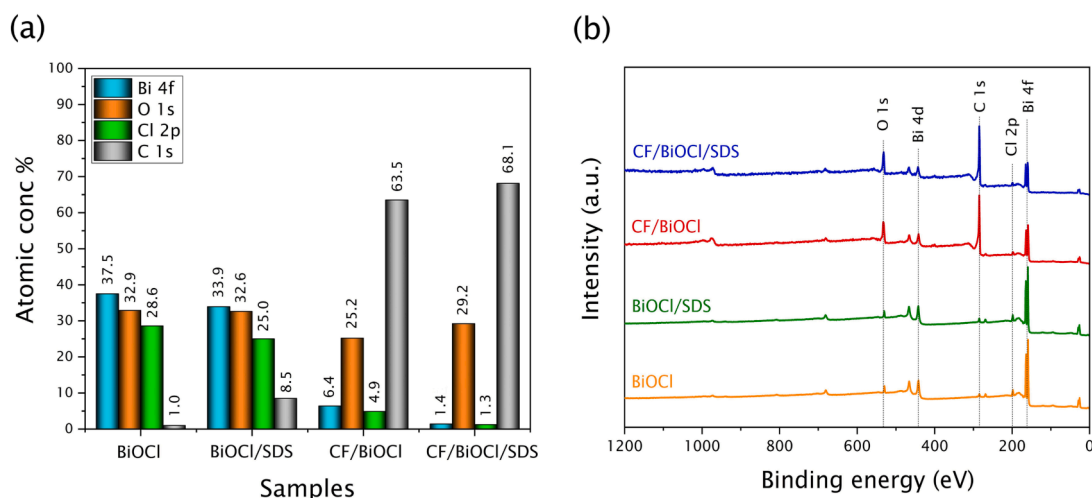 (a)
Atomic conc %
100
90
80
70
60
50
40
30
20
10
0
Bi 4f
O 1s
Cl 2p
C 1s
37.5
32.9
28.6
1.0
33.9
32.6
25.0
8.5
6.4
25.2
4.9
63.5
1.4
29.2
1.3
68.1
BiOCl
BiOCl/SDS
CF/BiOCl
CF/BiOCl/SDS
Samples
(b)
Intensity (a.u.)
O 1s
Bi 4d
C 1s
Cl 2p
Bi 4f
CF/BiOCl/SDS
CF/BiOCl
BiOCl/SDS
BiOCl
1200
1000
800
600
400
200
0
Binding energy (eV)